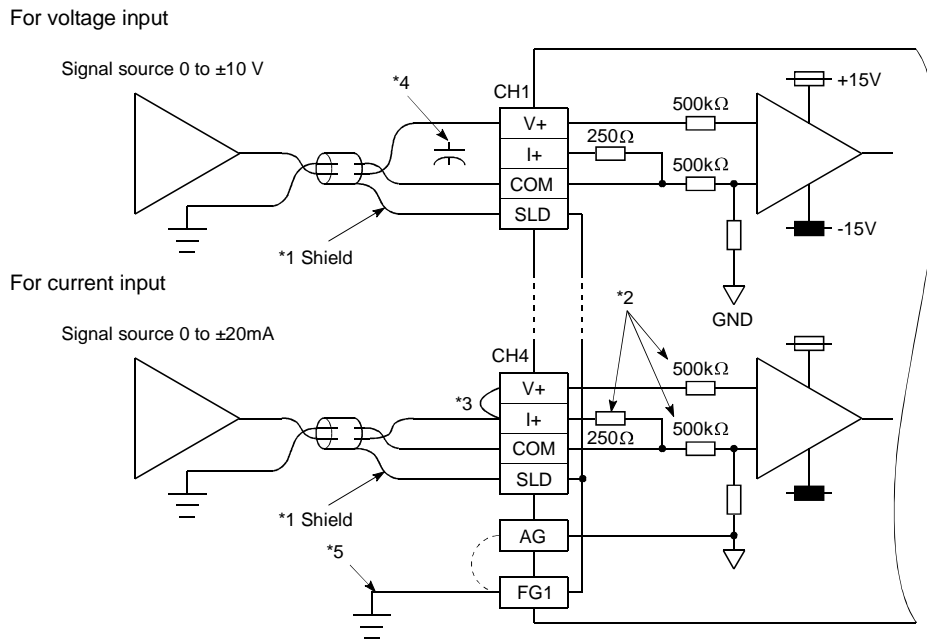 For voltage input
Signal source 0 to ±10 V
*4
CH1
V+
I+
COM
SLD
250Ω
500kΩ
500kΩ
+15V
-15V
GND
*1 Shield
For current input
Signal source 0 to ±20mA
*2
CH4
*3
V+
I+
COM
SLD
500kΩ
250Ω
500kΩ
*1 Shield
AG
*5
FG1